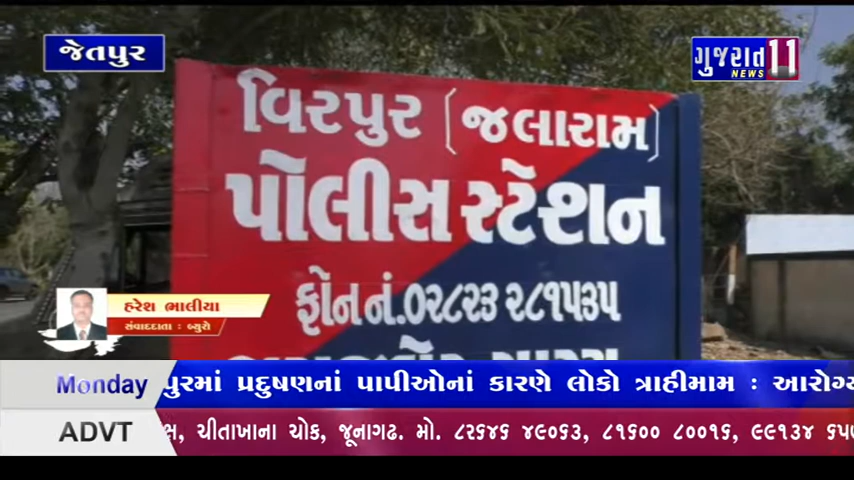 જેતપુર
ગુજરાત 11
NEWS
વિરપુર (જલારામ)
પોલીસ સ્ટેશન
ફોન નં.૦૨૮૨૩ ૨૮૧૫૩૫
હરેશ ભાલીયા
સંવાદદાતા : બ્યુરો
Monday પુરમાં પ્રદુષણનાં પાપીઓનાં કારણે લોકો ત્રાહીમામ : આરોગ્ય
ADVT ક્ષ, ચીતાખાના ચોક, જૂનાગઢ. મો. ૮૨૬૪૬ ૪૯૦૬૩, ૮૧૬૦૦ ૮૦૦૧૬, ૯૯૧૩૪